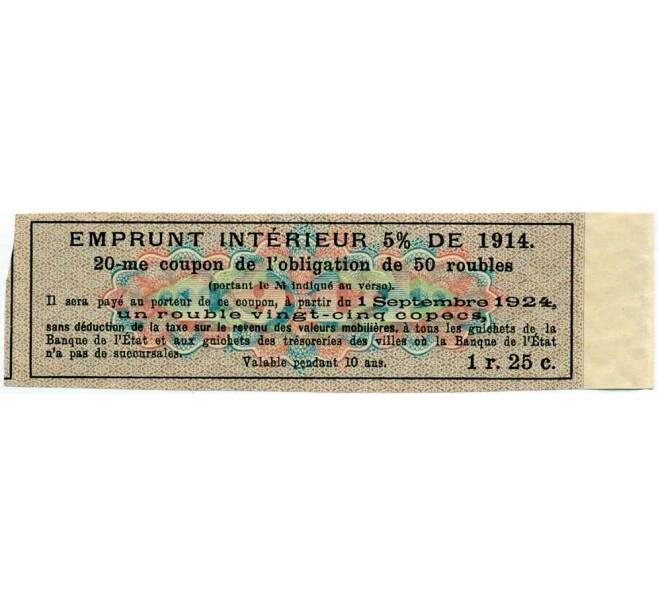 EMPRUNT INTÉRIEUR 5% DE 1914.
20-me coupon de l'obligation de 50 roubles
(portant le № indiqué au verso).
Il sera payé au porteur de ce coupon, à partir du 1 Septembre 1924,
un rouble vingt-cinq copecs,
sans déduction de la taxe sur le revenu des valeurs mobilières, à tous les guichets de la
Banque de l'État et aux guichets des trésoreries des villes où la Banque de l'État
n'a pas de succursales.
Valable pendant 10 ans.
1 r. 25 c.